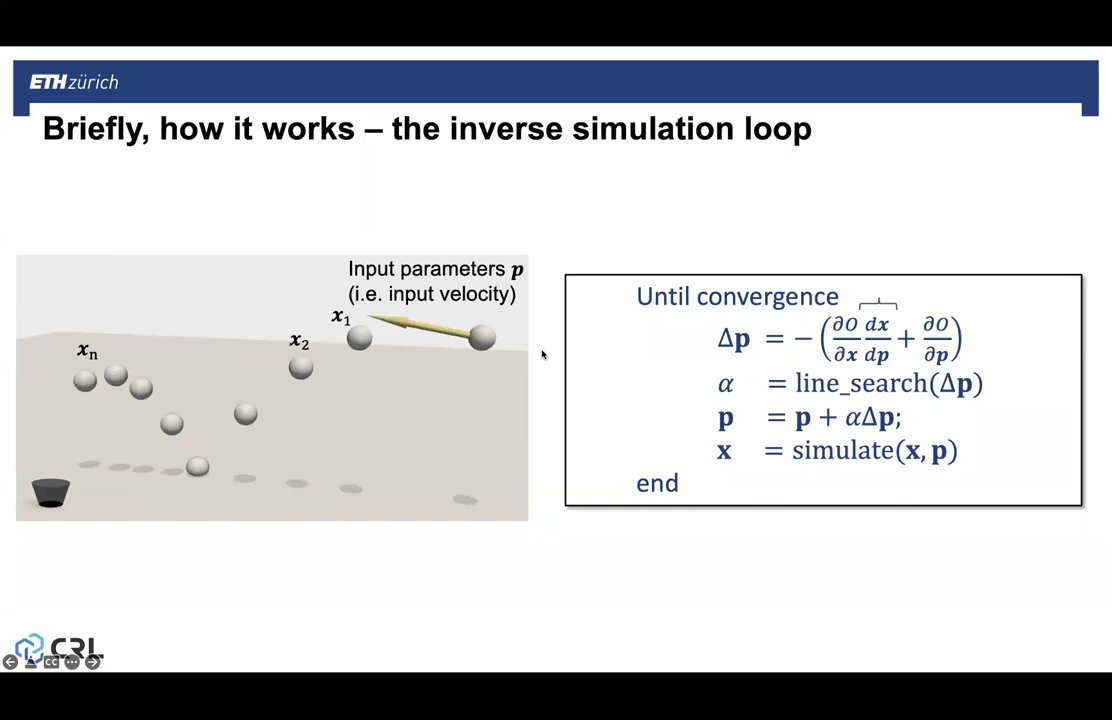 ETH zürich
Briefly, how it works – the inverse simulation loop
Input parameters p
(i.e. input velocity)
x₁
x₂
xₙ
Until convergence
Δp = −(∂O/∂x dx/dp + ∂O/∂p)
α = line_search(Δp)
p = p + αΔp;
x = simulate(x, p)
end
CRL
CC